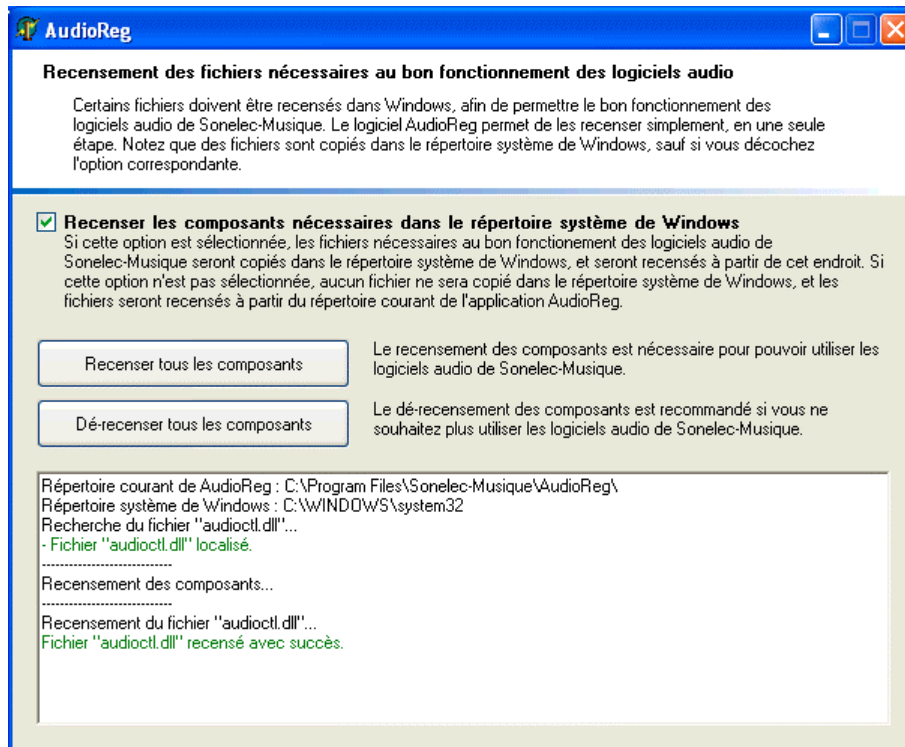 AudioReg
Recensement des fichiers nécessaires au bon fonctionnement des logiciels audio
Certains fichiers doivent être recensés dans Windows, afin de permettre le bon fonctionnement des
logiciels audio de Sonelec-Musique. Le logiciel AudioReg permet de les recenser simplement, en une seule
étape. Notez que des fichiers sont copiés dans le répertoire système de Windows, sauf si vous décochez
l'option correspondante.
Recenser les composants nécessaires dans le répertoire système de Windows
Si cette option est sélectionnée, les fichiers nécessaires au bon fonctionement des logiciels audio de
Sonelec-Musique seront copiés dans le répertoire système de Windows, et seront recensés à partir de cet endroit. Si
cette option n'est pas sélectionnée, aucun fichier ne sera copié dans le répertoire système de Windows, et les
fichiers seront recensés à partir du répertoire courant de l'application AudioReg.
Recenser tous les composants
Le recensement des composants est nécessaire pour pouvoir utiliser les
logiciels audio de Sonelec-Musique.
Dé-recenser tous les composants
Le dé-recensement des composants est recommandé si vous ne
souhaitez plus utiliser les logiciels audio de Sonelec-Musique.
Répertoire courant de AudioReg : C:\Program Files\Sonelec-Musique\AudioReg\
Répertoire système de Windows : C:\WINDOWS\system32
Recherche du fichier "audioctl.dll"...
- Fichier "audioctl.dll" localisé.
----------------------------
Recensement des composants...
----------------------------
Recensement du fichier "audioctl.dll"...
Fichier "audioctl.dll" recensé avec succès.